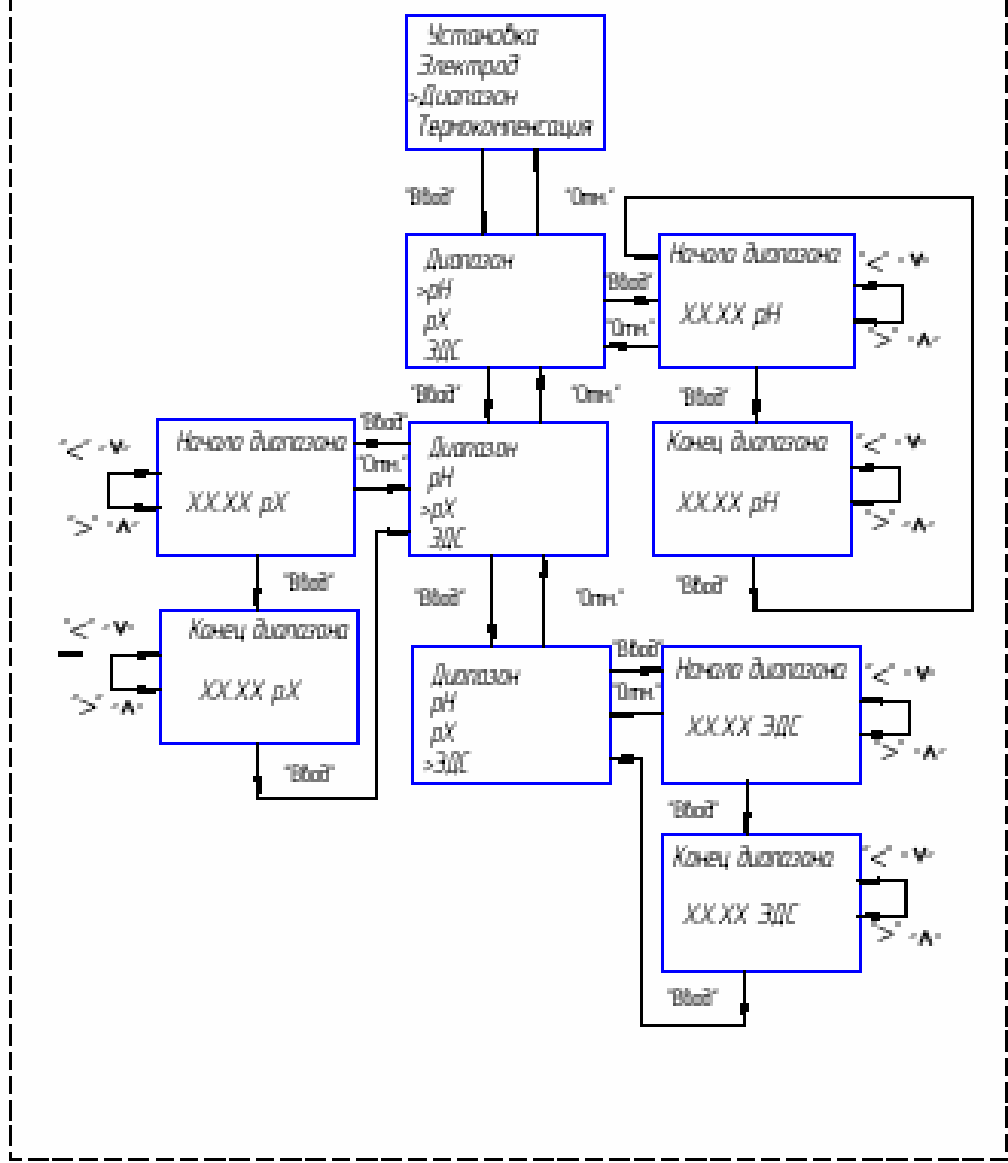 Установка
Электрод
>Диапазон
Термокомпенсация
"Ввод"
"Отм."
Диапазон
>pH
pX
ЭДС
"Ввод"
"Отм."
Начало диапазона
XX.XX pH
"<" "∨"
">" "∧"
"Ввод"
"Отм."
"Ввод"
Начало диапазона
XX.XX pX
"<" "∨"
">" "∧"
"Ввод"
"Отм."
Диапазон
pH
>pX
ЭДС
Конец диапазона
XX.XX pH
"<" "∨"
">" "∧"
"Ввод"
"Ввод"
"Отм."
"Ввод"
Конец диапазона
XX.XX pX
"<" "∨"
">" "∧"
"Ввод"
Диапазон
pH
pX
>ЭДС
"Ввод"
"Отм."
Начало диапазона
XX.XX ЭДС
"<" "∨"
">" "∧"
"Ввод"
Конец диапазона
XX.XX ЭДС
"<" "∨"
">" "∧"
"Ввод"